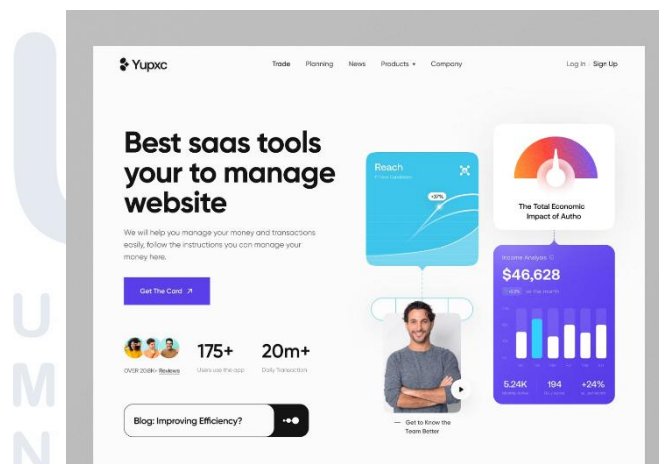 U
U
M
N
Yupxc
Trade Planning News Products Company
Log In Sign Up
Best saas tools
your to manage
website
We will help you manage your money and transactions
easily, follow the instructions you can manage your
money here.
Get The Card
OVER 208K+ Reviews
175+
Users use the app
20m+
Daily Transaction
Blog: Improving Efficiency?
Reach
+27%
The Total Economic
Impact of Autho
Income Analysis
$46,628
5.24K
194
+24%
Get to Know the
Team Better